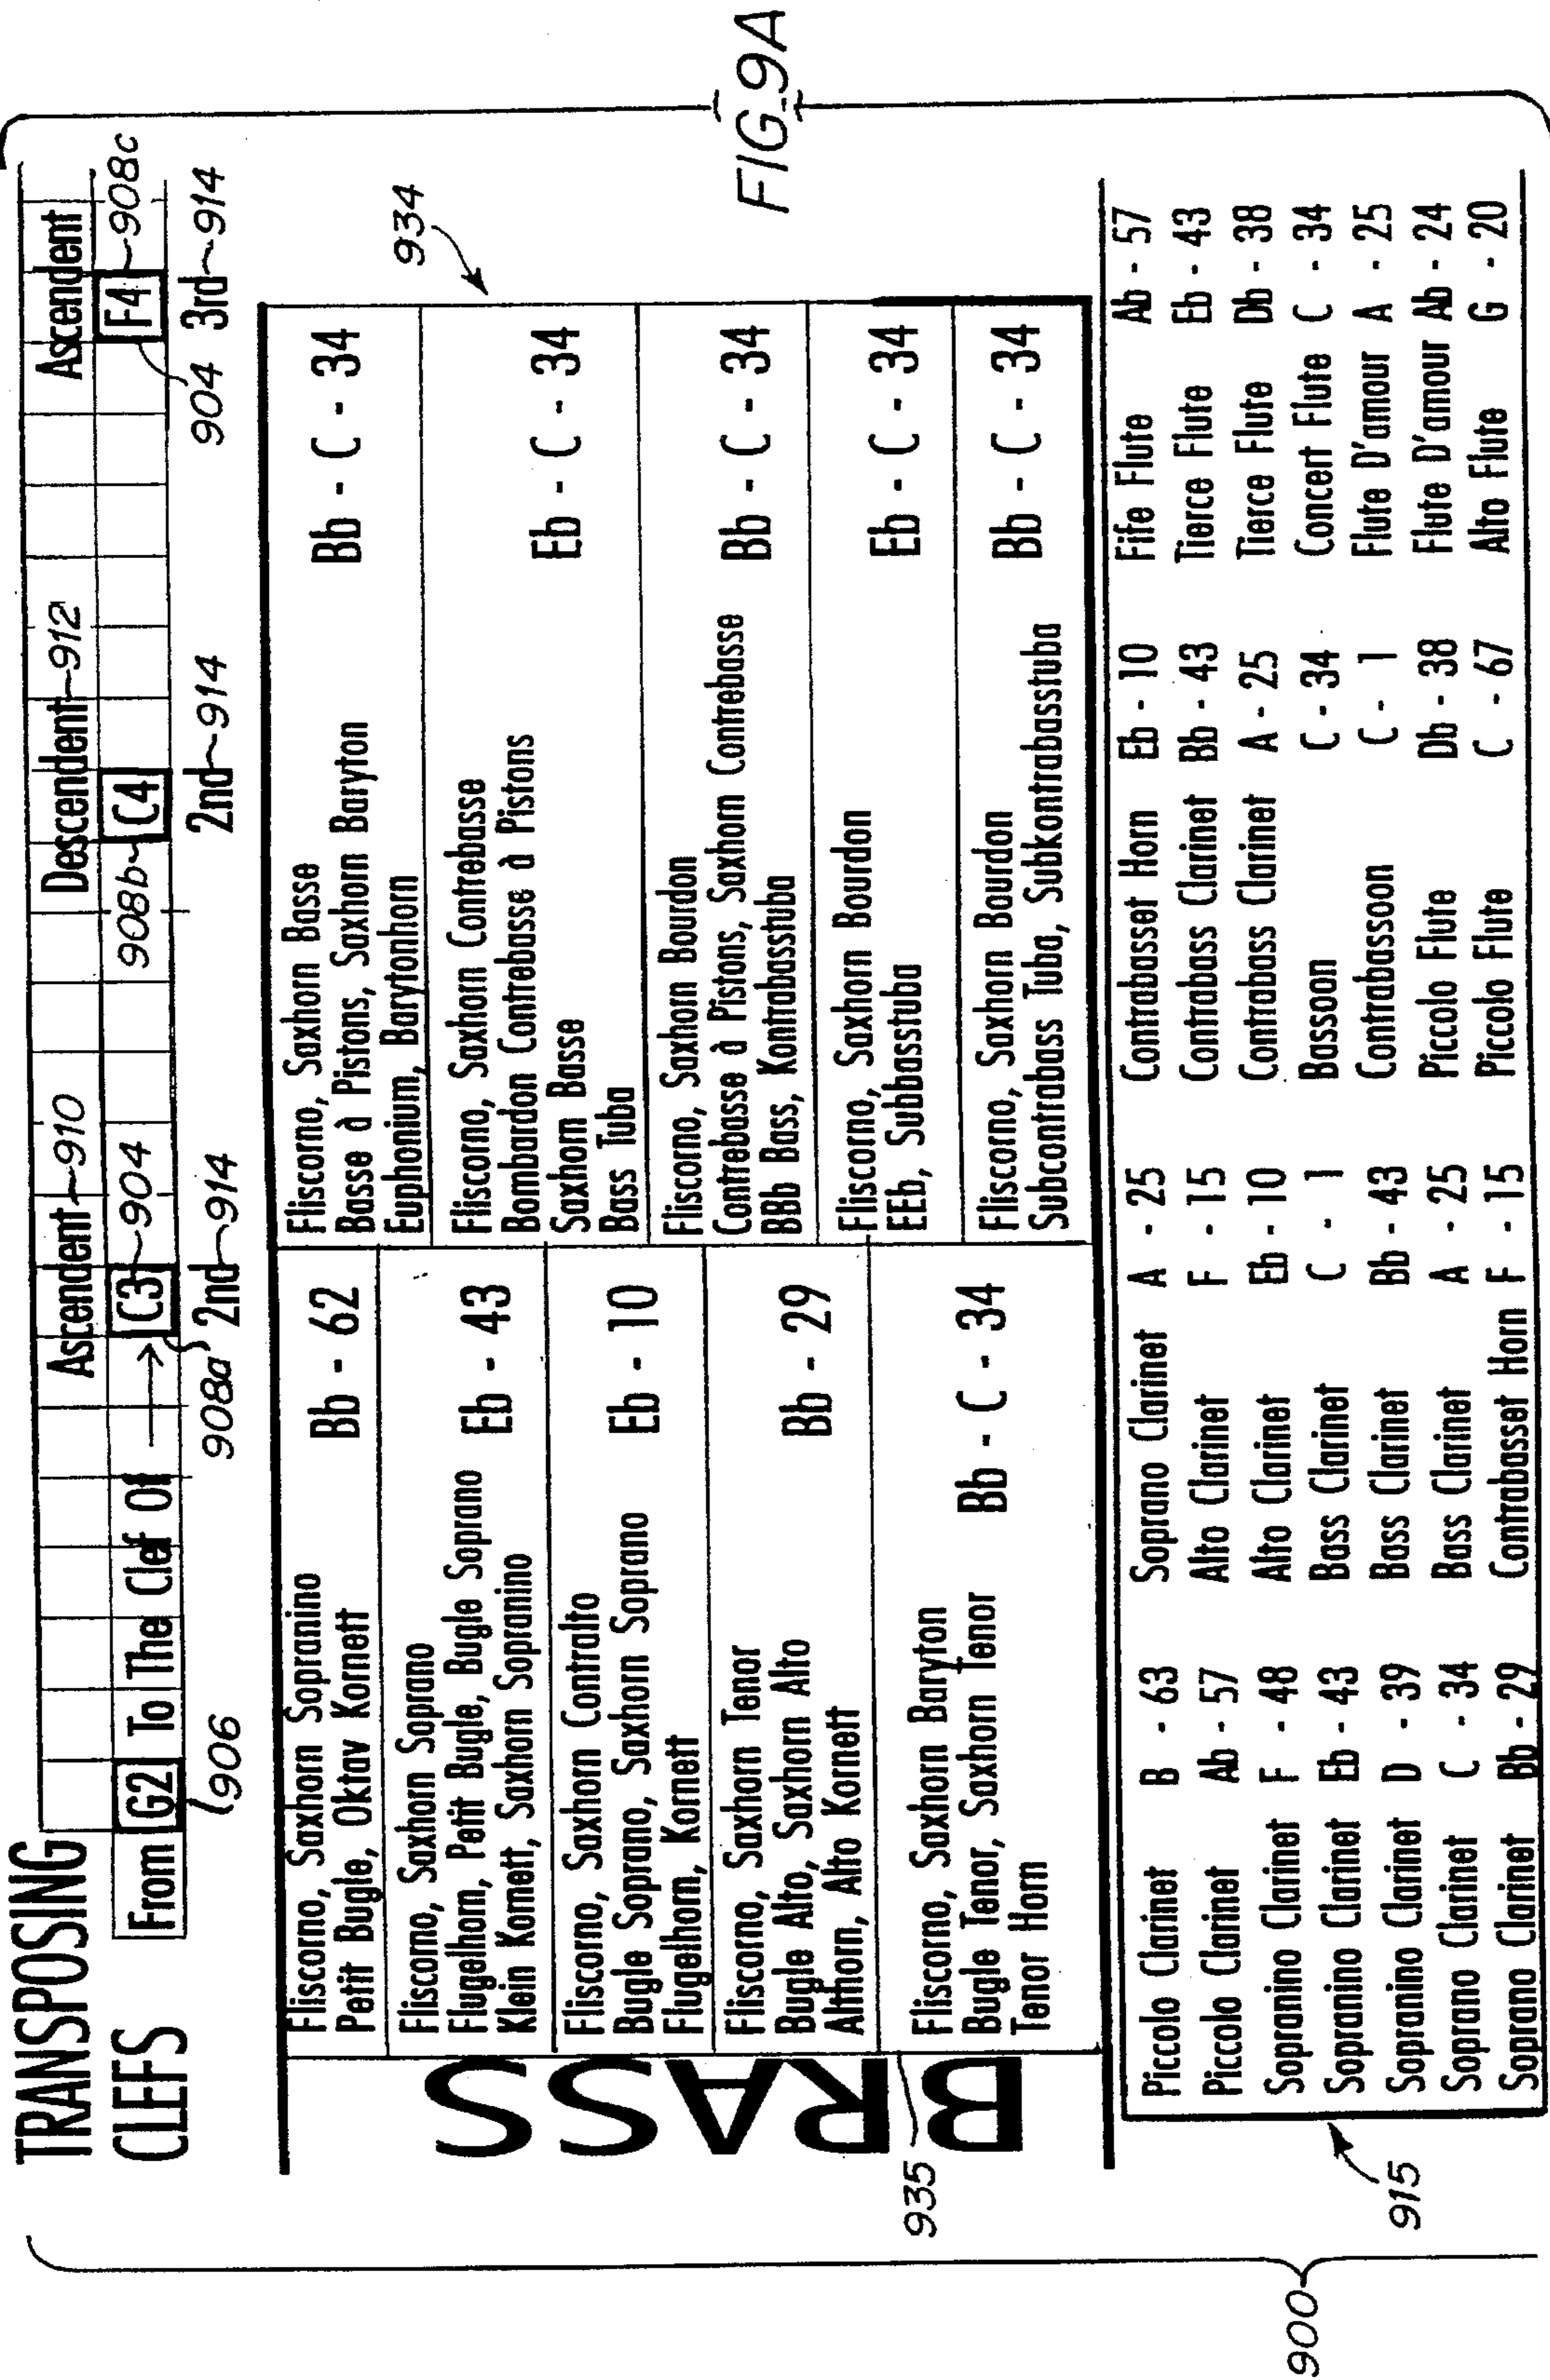 TRANSPOSING
CLEFS
Ascendent 910 Descendent 912 Ascendent
From G2 To The Clef Of → C3 904 908b C4 F4 908c
906 908a 2nd 914 2nd 914 904 3rd 914
934
BRASS
935
Fliscorno, Saxhorn Sopranino
Petit Bugle, Oktav Kornett Bb - 62
Fliscorno, Saxhorn Soprano
Flugelhorn, Petit Bugle, Bugle Soprano
Klein Kornett, Saxhorn Sopranino Eb - 43
Fliscorno, Saxhorn Contralto
Bugle Soprano, Saxhorn Soprano
Flugelhorn, Kornett Eb - 10
Fliscorno, Saxhorn Tenor
Bugle Alto, Saxhorn Alto
Althorn, Alto Kornett Bb - 29
Fliscorno, Saxhorn Baryton
Bugle Tenor, Saxhorn Tenor
Tenor Horn Bb - C - 34
Fliscorno, Saxhorn Basse
Basse à Pistons, Saxhorn Baryton
Euphonium, Barytonhorn Bb - C - 34
Fliscorno, Saxhorn Contrebasse
Bombardon Contrebasse à Pistons
Saxhorn Basse
Bass Tuba Eb - C - 34
Fliscorno, Saxhorn Bourdon
Contrebasse à Pistons, Saxhorn Contrebasse
BBb Bass, Kontrabasstuba Bb - C - 34
Fliscorno, Saxhorn Bourdon
EEb, Subbasstuba Eb - C - 34
Fliscorno, Saxhorn Bourdon
Subcontrabass Tuba, Subkontrabasstuba Bb - C - 34
Piccolo Clarinet B - 63
Piccolo Clarinet Ab - 57
Sopranino Clarinet F - 48
Sopranino Clarinet Eb - 43
Sopranino Clarinet D - 39
Soprano Clarinet C - 34
Soprano Clarinet Bb - 29
Soprano Clarinet A - 25
Alto Clarinet F - 15
Alto Clarinet Eb - 10
Bass Clarinet C - 1
Bass Clarinet Bb - 43
Bass Clarinet A - 25
Contrabasset Horn F - 15
Contrabasset Horn Eb - 10
Contrabass Clarinet Bb - 43
Contrabass Clarinet A - 25
Bassoon C - 34
Contrabassoon C - 1
Piccolo Flute Db - 38
Piccolo Flute C - 67
Fife Flute Ab - 57
Tierce Flute Eb - 43
Tierce Flute Db - 38
Concert Flute C - 34
Flute D'amour A - 25
Flute D'amour Ab - 24
Alto Flute G - 20
915
900
FIG_9A